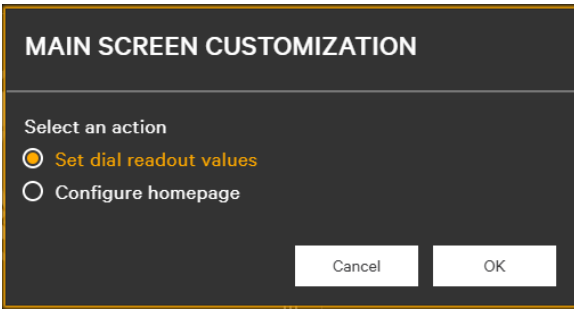 MAIN SCREEN CUSTOMIZATION
Select an action
Set dial readout values
Configure homepage
Cancel OK